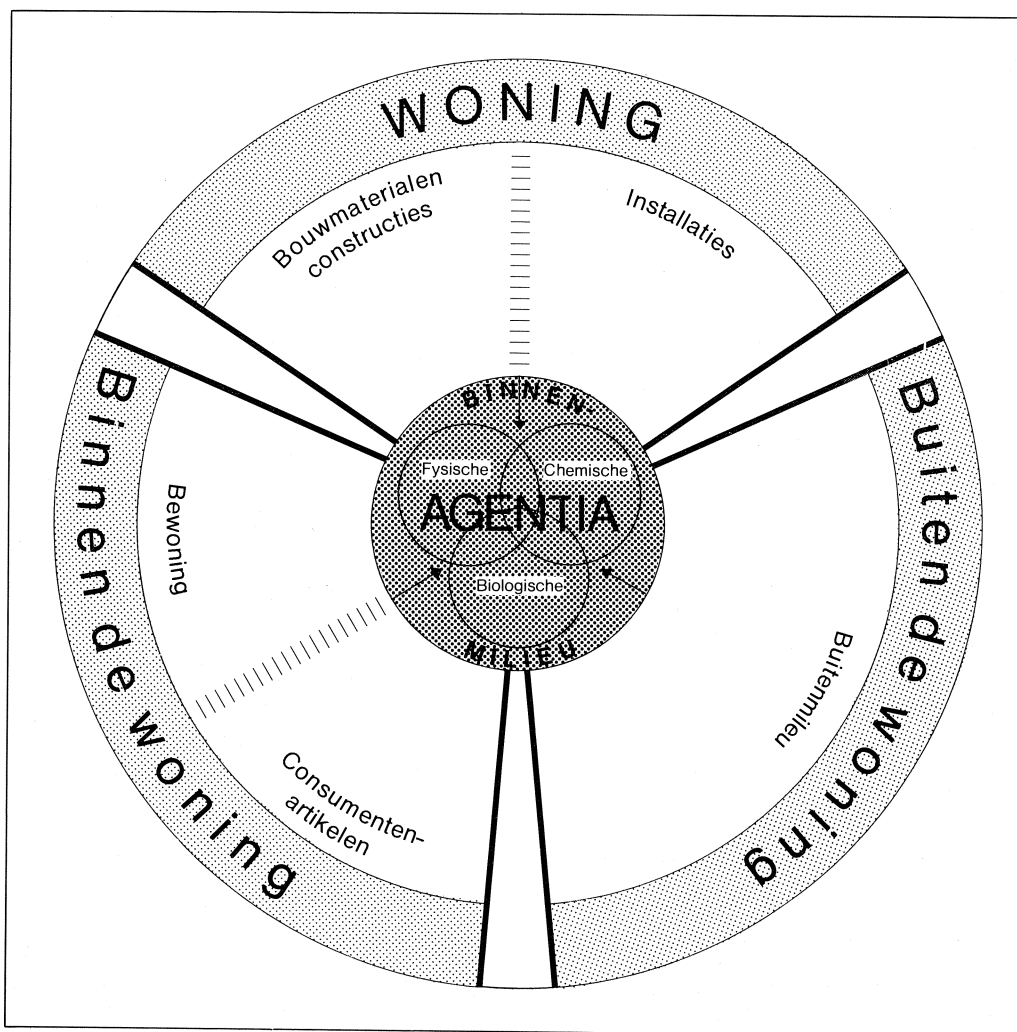 WONING
Bouwmaterialen
constructies
Installaties
BINNEN-
Fysische
Chemische
AGENTIA
Biologische
MILIEU
Binnen de woning
Bewoning
Consumenten-
artikelen
Buiten de woning
Buitenmileu